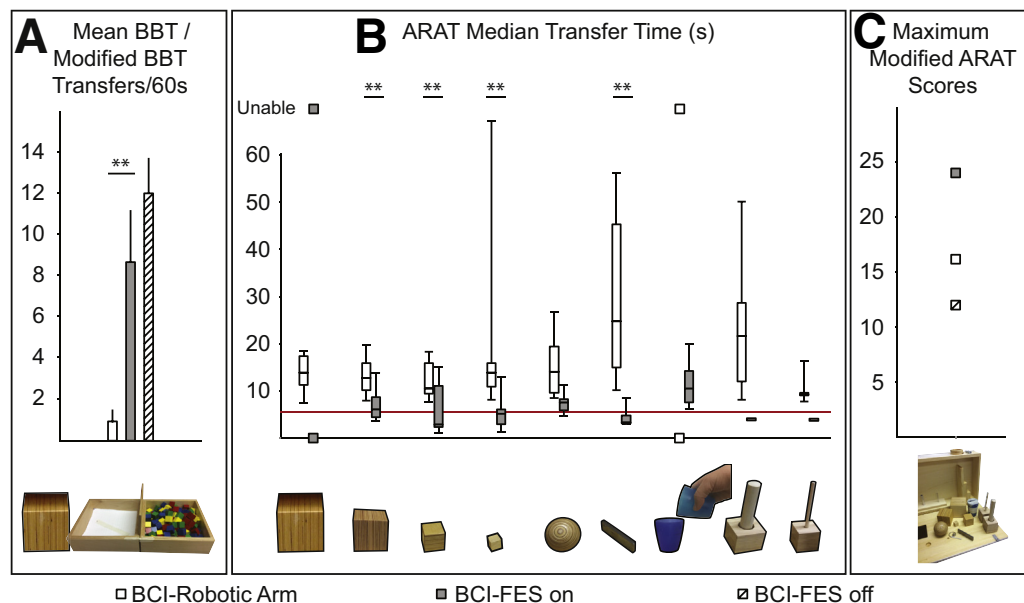 A Mean BBT /
Modified BBT
Transfers/60s
14
12
10
8
6
4
2
**
B ARAT Median Transfer Time (s)
** ** ** **
Unable
60
50
40
30
20
10
C Maximum
Modified ARAT
Scores
25
20
15
10
5
BCI-Robotic Arm BCI-FES on BCI-FES off